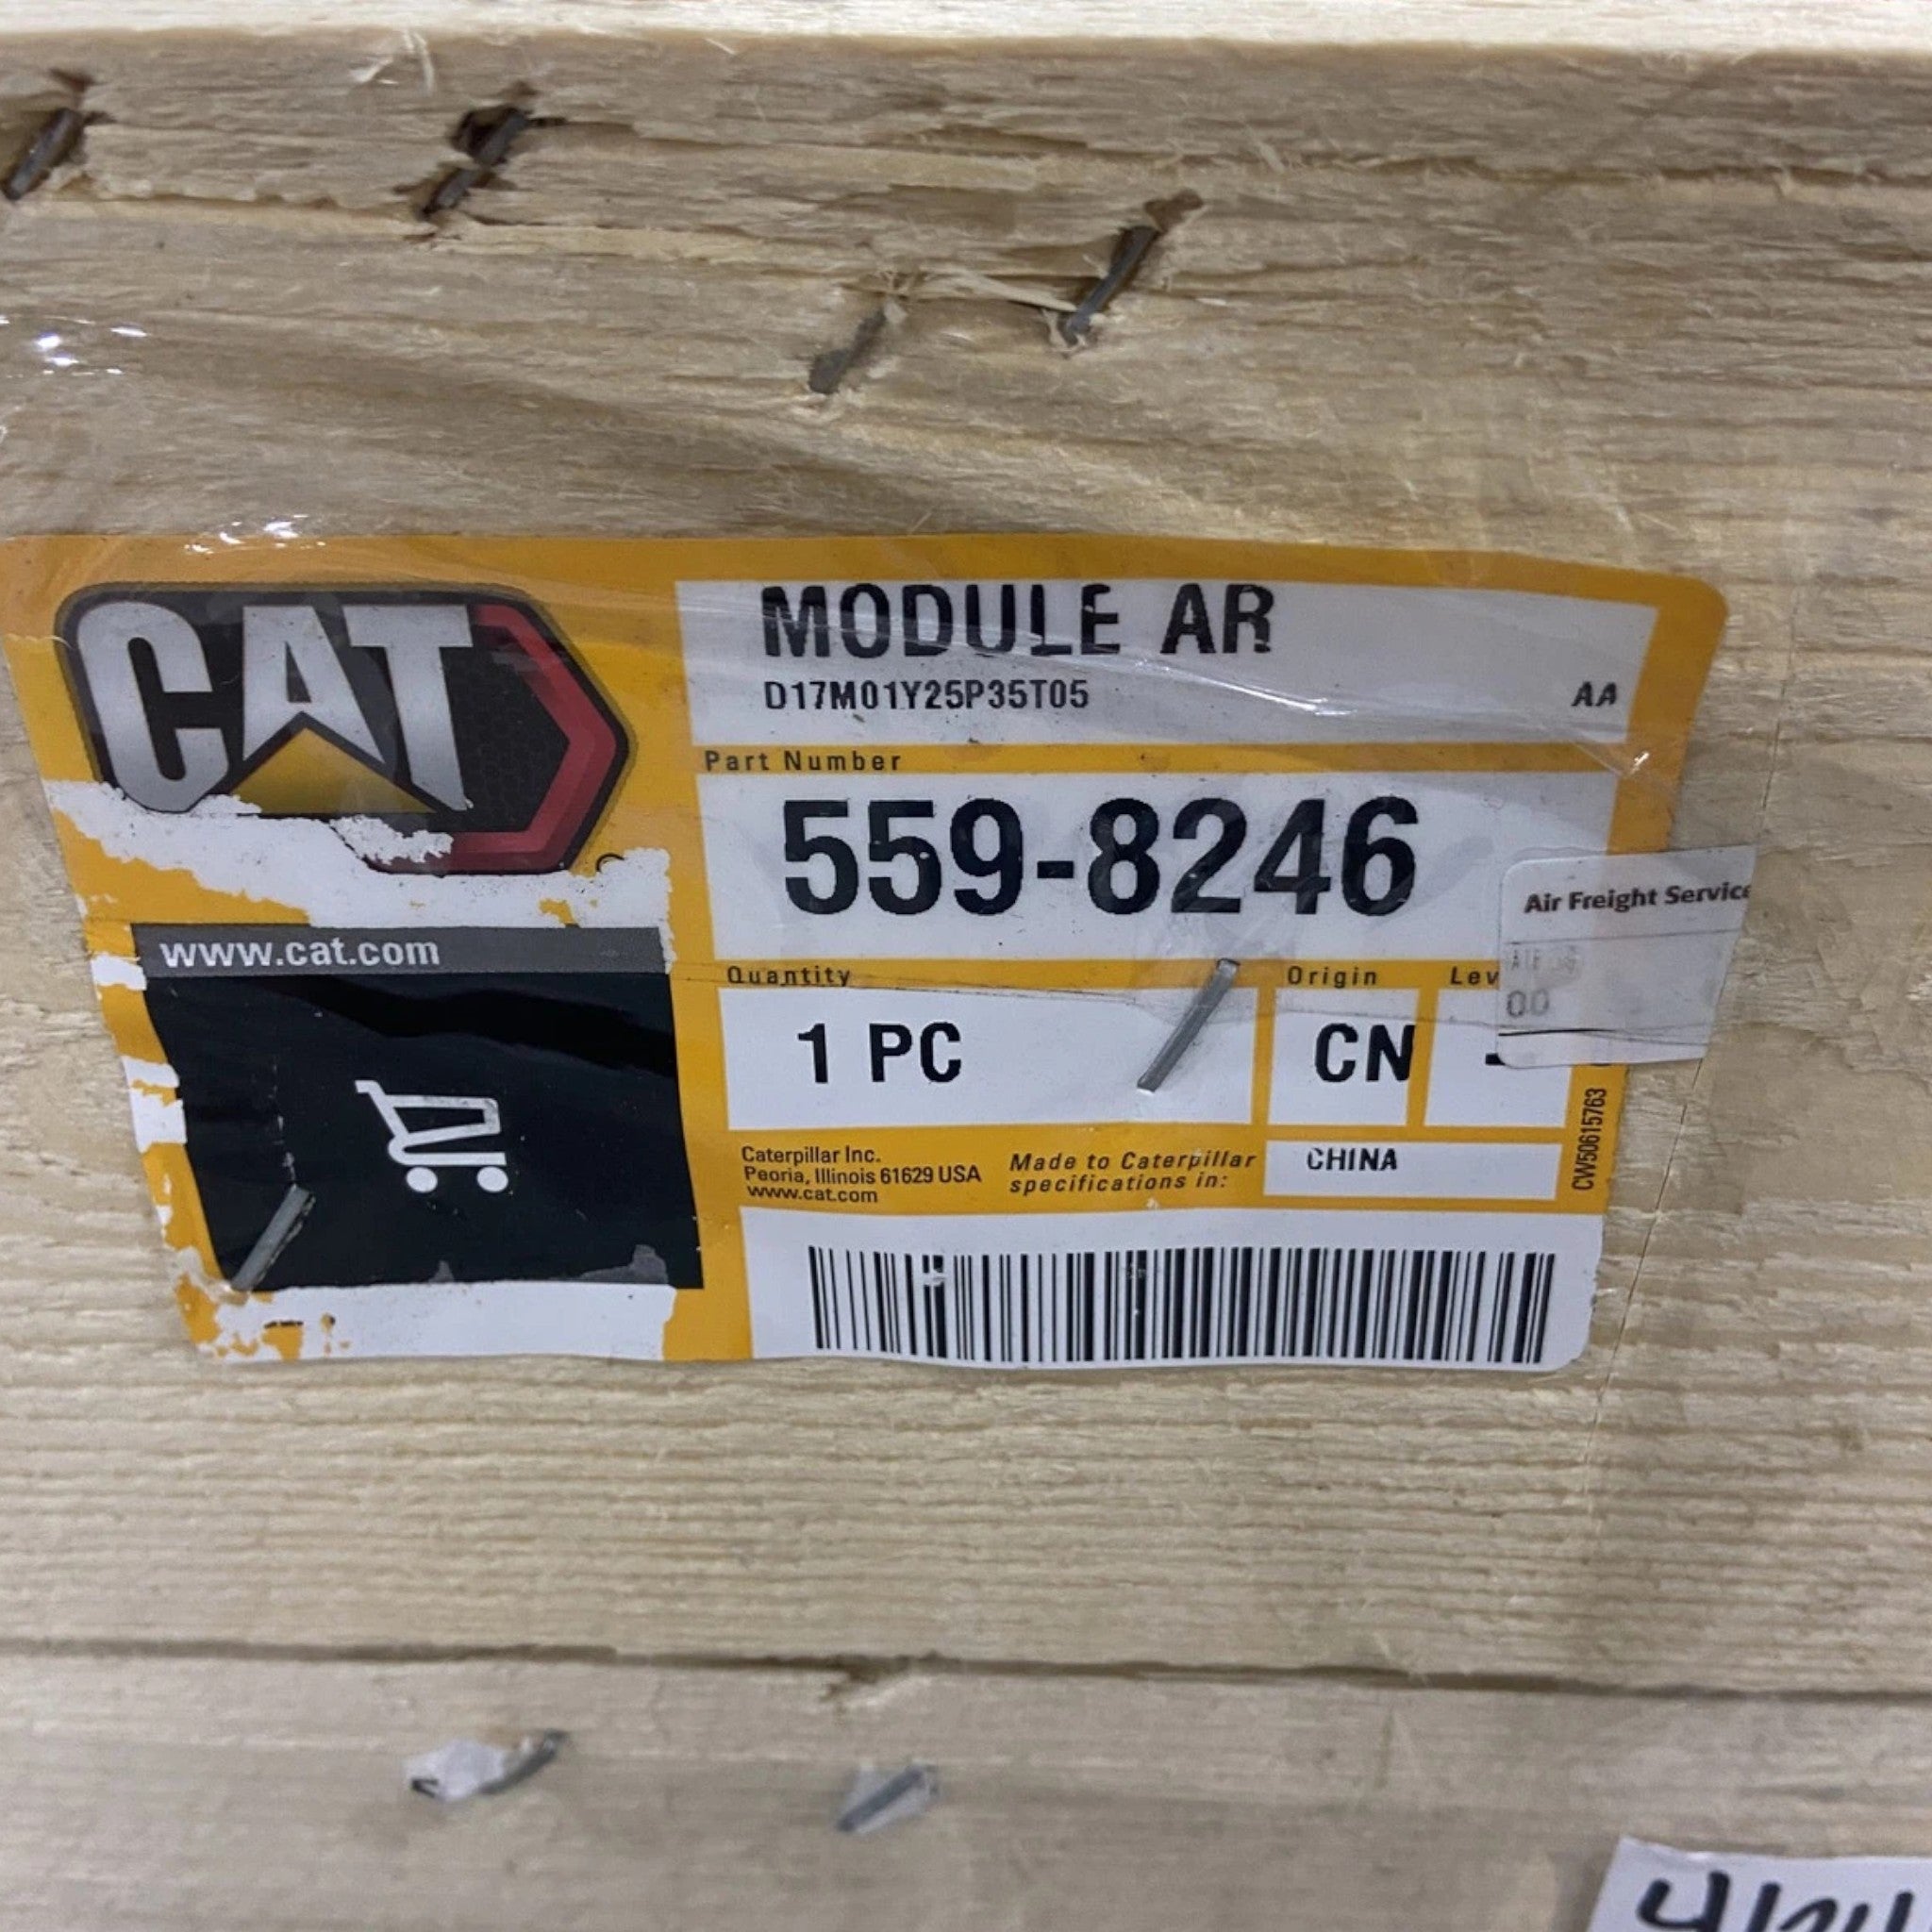 CAT
MODULE AR
D17M01Y25P35T05 AA
Part Number
559-8246
Air Freight Service
www.cat.com
Quantity Origin Lev
00
1 PC CN
Caterpillar Inc.
Peoria, Illinois 61629 USA
www.cat.com
Made to Caterpillar
specifications in:
CHINA
CW50615763